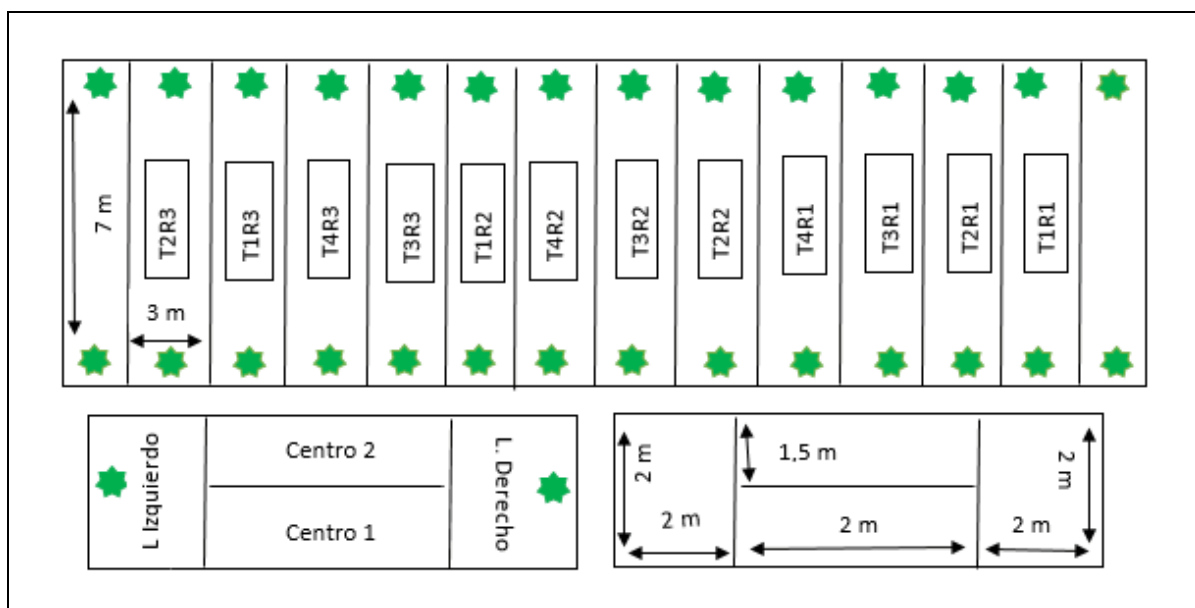 7 m
T2R3
T1R3
T4R3
T3R3
T1R2
T4R2
T3R2
T2R2
T4R1
T3R1
T2R1
T1R1
3 m
L Izquierdo
Centro 2
Centro 1
L. Derecho
2 m
1,5 m
2 m
2 m
2 m
2 m